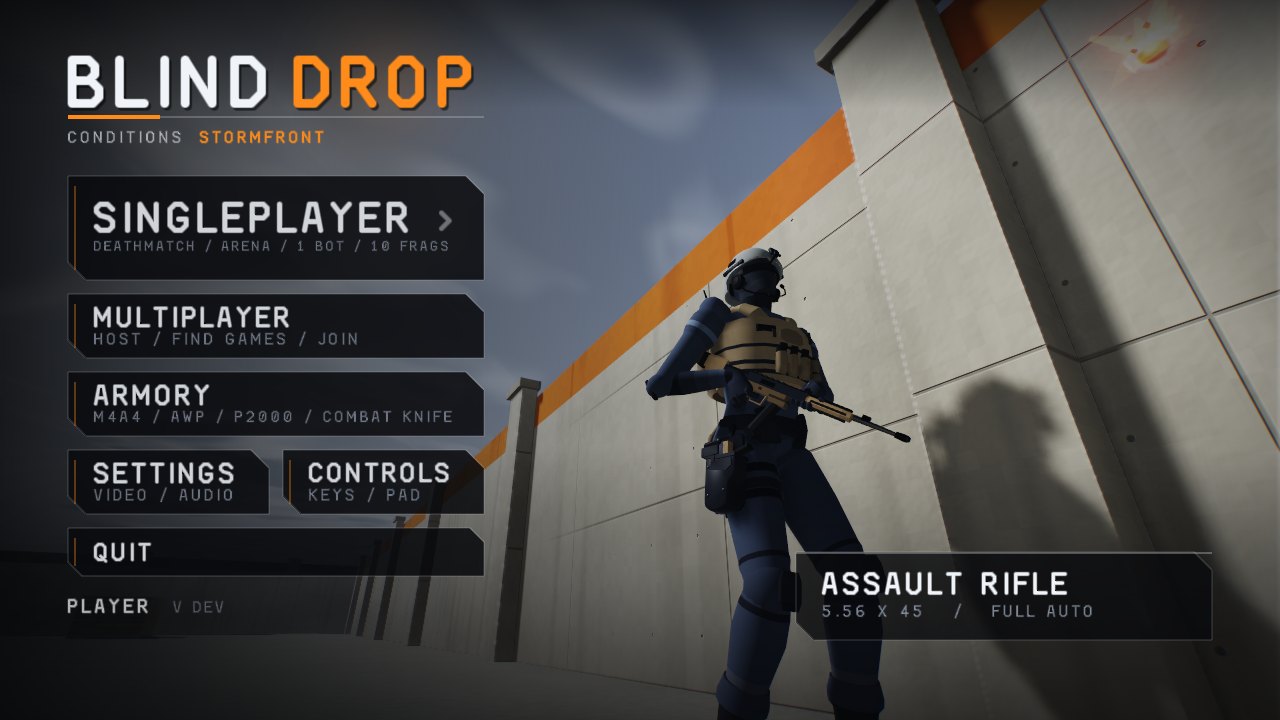 BLIND DROP
CONDITIONS STORMFRONT
SINGLEPLAYER
DEATHMATCH / ARENA / 1 BOT / 10 FRAGS
MULTIPLAYER
HOST / FIND GAMES / JOIN
ARMORY
M4A4 / AWP / P2000 / COMBAT KNIFE
SETTINGS
VIDEO / AUDIO
CONTROLS
KEYS / PAD
QUIT
PLAYER V DEV
ASSAULT RIFLE
5.56 X 45 / FULL AUTO